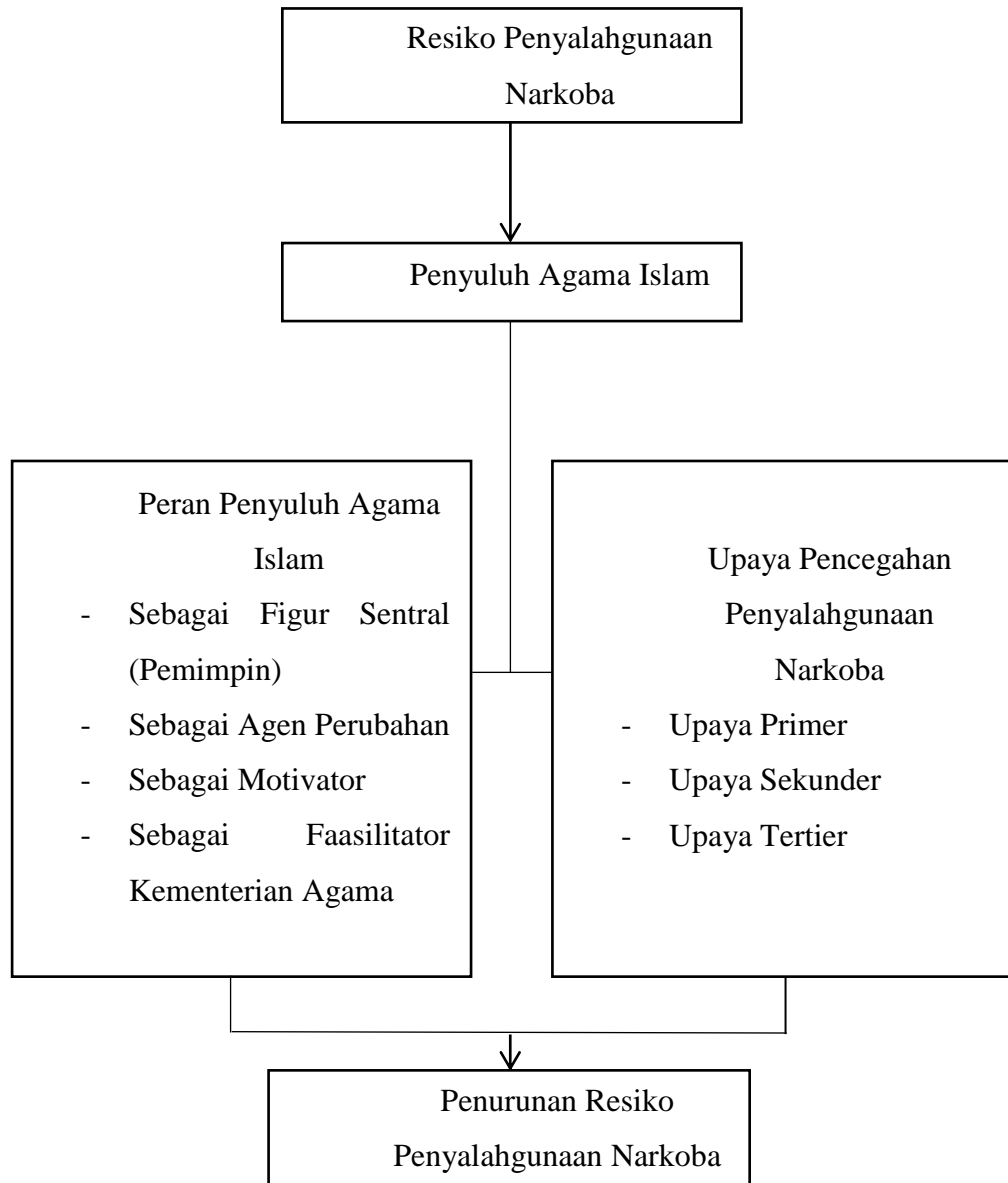 Resiko Penyalahgunaan
Narkoba
Penyuluh Agama Islam
Peran Penyuluh Agama
Islam
- Sebagai Figur Sentral
(Pemimpin)
- Sebagai Agen Perubahan
- Sebagai Motivator
- Sebagai Faasilitator
Kementerian Agama
Upaya Pencegahan
Penyalahgunaan
Narkoba
- Upaya Primer
- Upaya Sekunder
- Upaya Tertier
Penurunan Resiko
Penyalahgunaan Narkoba